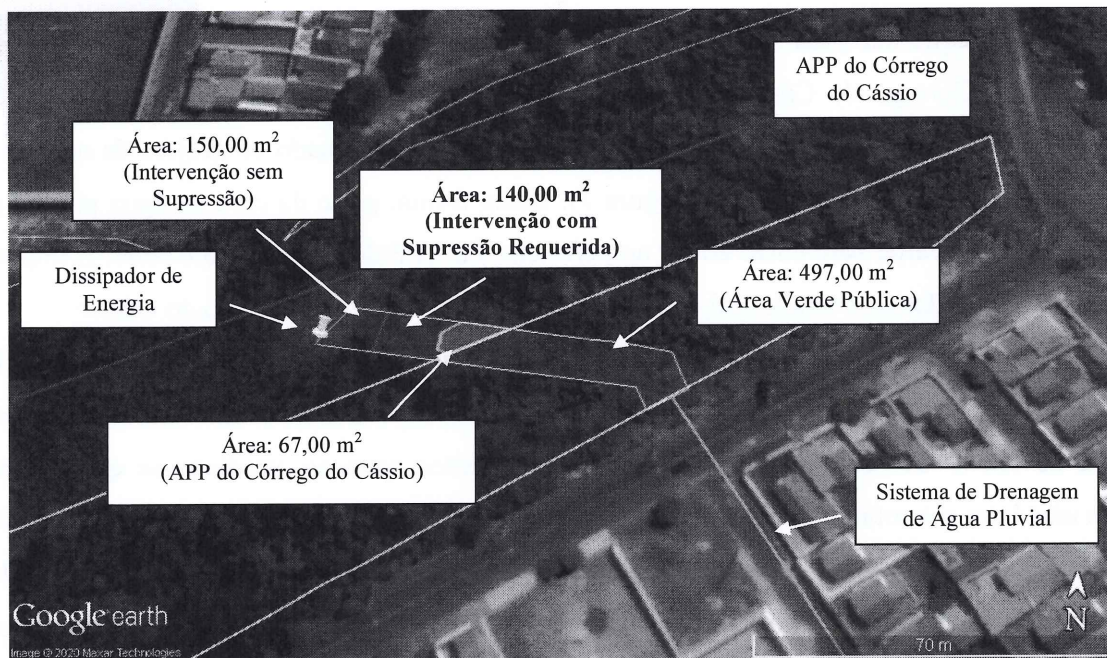 APP do Córrego
do Cássio
Área: 150,00 m²
(Intervenção sem
Supressão)
Área: 140,00 m²
(Intervenção com
Supressão Requerida)
Dissipador de
Energia
Área: 497,00 m²
(Área Verde Pública)
Área: 67,00 m²
(APP do Córrego do Cássio)
Sistema de Drenagem
de Água Pluvial
Google earth
N
Image © 2020 Maxar Technologies
70 m